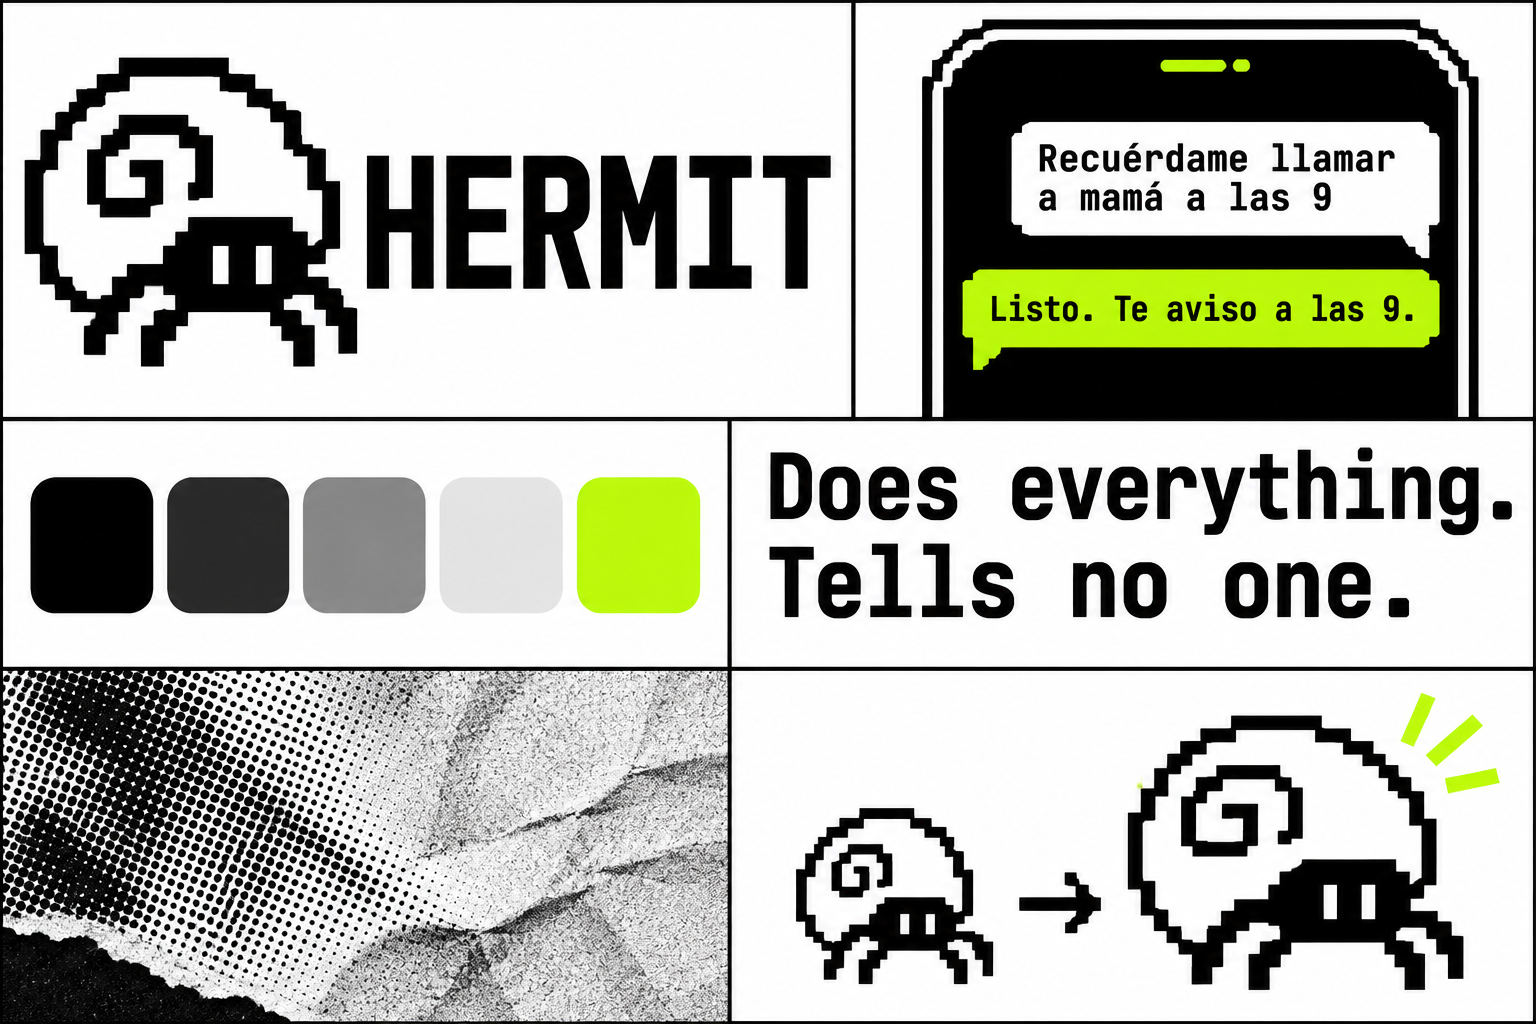 HERMIT
Recuérdame llamar
a mamá a las 9
Listo. Te aviso a las 9.
Does everything.
Tells no one.